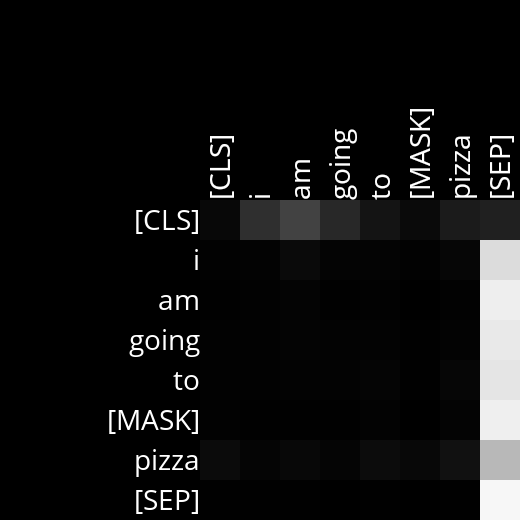 [CLS] i am going to [MASK] pizza [SEP]
[CLS]
i
am
going
to
[MASK]
pizza
[SEP]